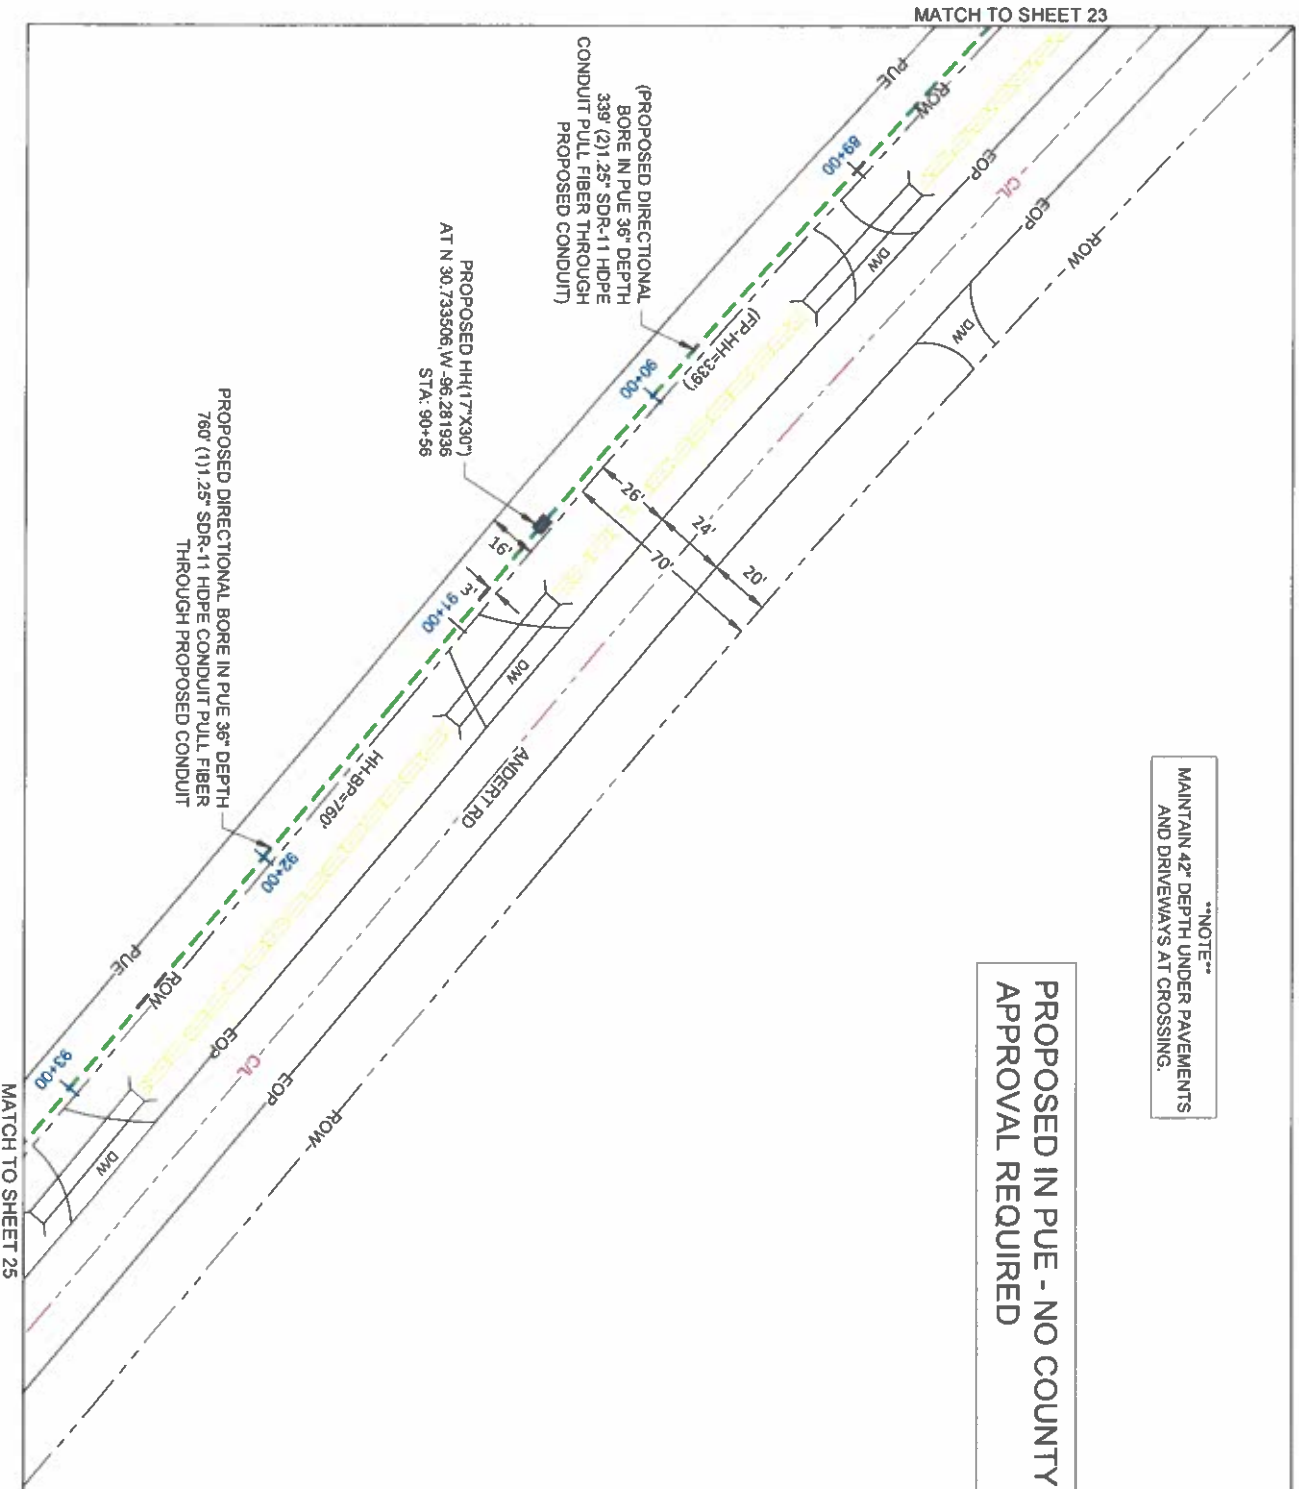 MATCH TO SHEET 23
**NOTE**
MAINTAIN 42" DEPTH UNDER PAVEMENTS
AND DRIVEWAYS AT CROSSING.
PROPOSED IN PUE - NO COUNTY
APPROVAL REQUIRED
PUE
ROW
EOP
C/L
EOP
ROW
89+00
D/W
D/W
(PROPOSED DIRECTIONAL
BORE IN PUE 36" DEPTH
339' (2)1.25" SDR-11 HDPE
CONDUIT PULL FIBER THROUGH
PROPOSED CONDUIT)
(FP-HH=339')
90+00
PROPOSED HH(17"X30")
AT N 30.733506,W -96.281936
STA: 90+56
26'
24'
20'
70'
16'
3'
91+00
D/W
ANDERT RD
HH-BP=760'
PROPOSED DIRECTIONAL BORE IN PUE 36" DEPTH
760' (1)1.25" SDR-11 HDPE CONDUIT PULL FIBER
THROUGH PROPOSED CONDUIT
92+00
PUE
ROW
EOP
C/L
EOP
ROW
93+00
D/W
MATCH TO SHEET 25